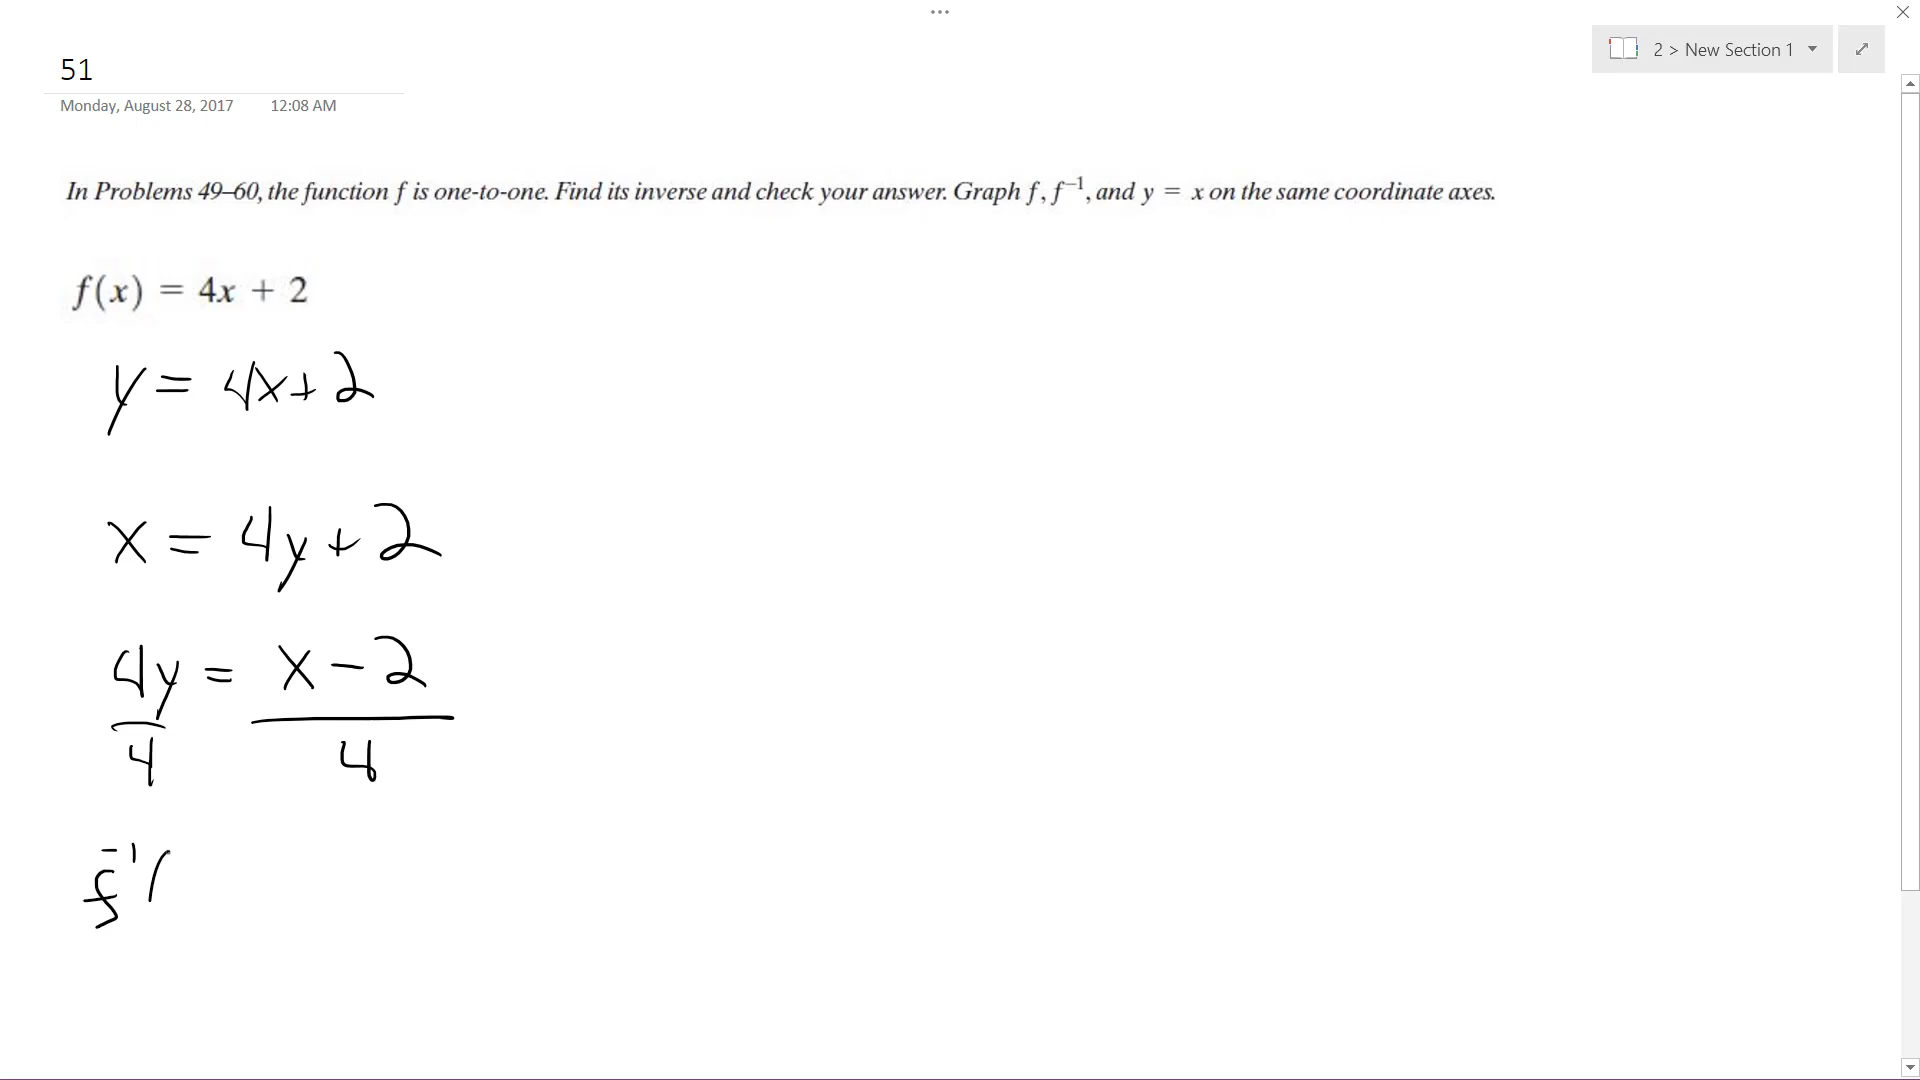 ...
2 > New Section 1
51
Monday, August 28, 2017 12:08 AM
In Problems 49–60, the function f is one-to-one. Find its inverse and check your answer. Graph f, f⁻¹, and y = x on the same coordinate axes.
f(x) = 4x + 2
y = 4x + 2
x = 4y + 2
4y = x − 2
4 4
f⁻¹(